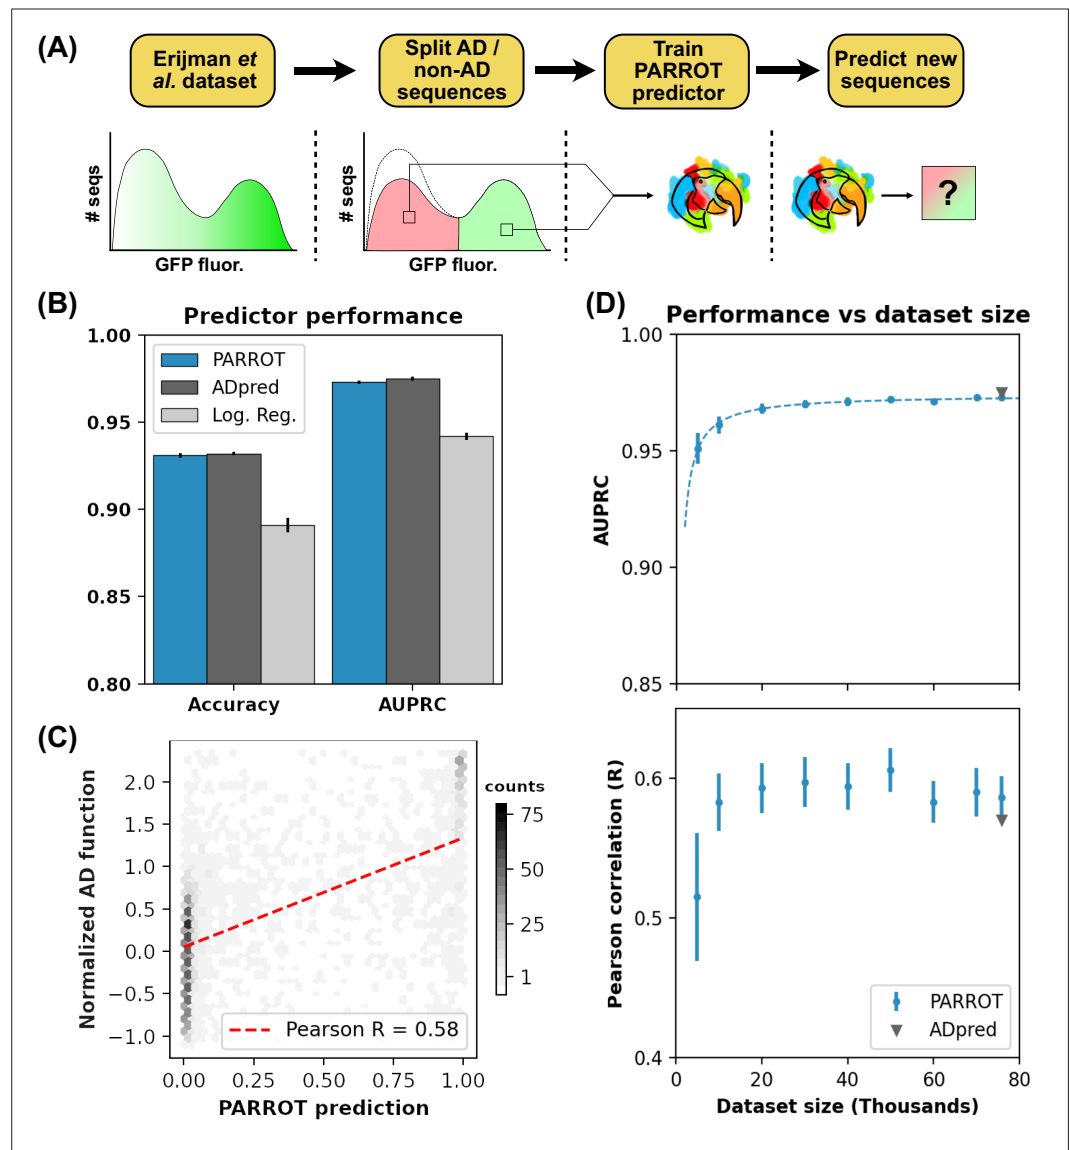 (A)
Erijman et
al. dataset
Split AD /
non-AD
sequences
Train
PARROT
predictor
Predict new
sequences
# seqs
GFP fluor.
# seqs
GFP fluor.
?
(B)
Predictor performance
1.00
0.95
0.90
0.85
0.80
PARROT
ADpred
Log. Reg.
Accuracy
AUPRC
(C)
Normalized AD function
2.0
1.5
1.0
0.5
0.0
−0.5
−1.0
Pearson R = 0.58
0.00
0.25
0.50
0.75
1.00
PARROT prediction
counts
75
50
25
1
(D)
Performance vs dataset size
AUPRC
1.00
0.95
0.90
0.85
Pearson correlation (R)
0.6
0.5
0.4
PARROT
ADpred
0
20
40
60
80
Dataset size (Thousands)